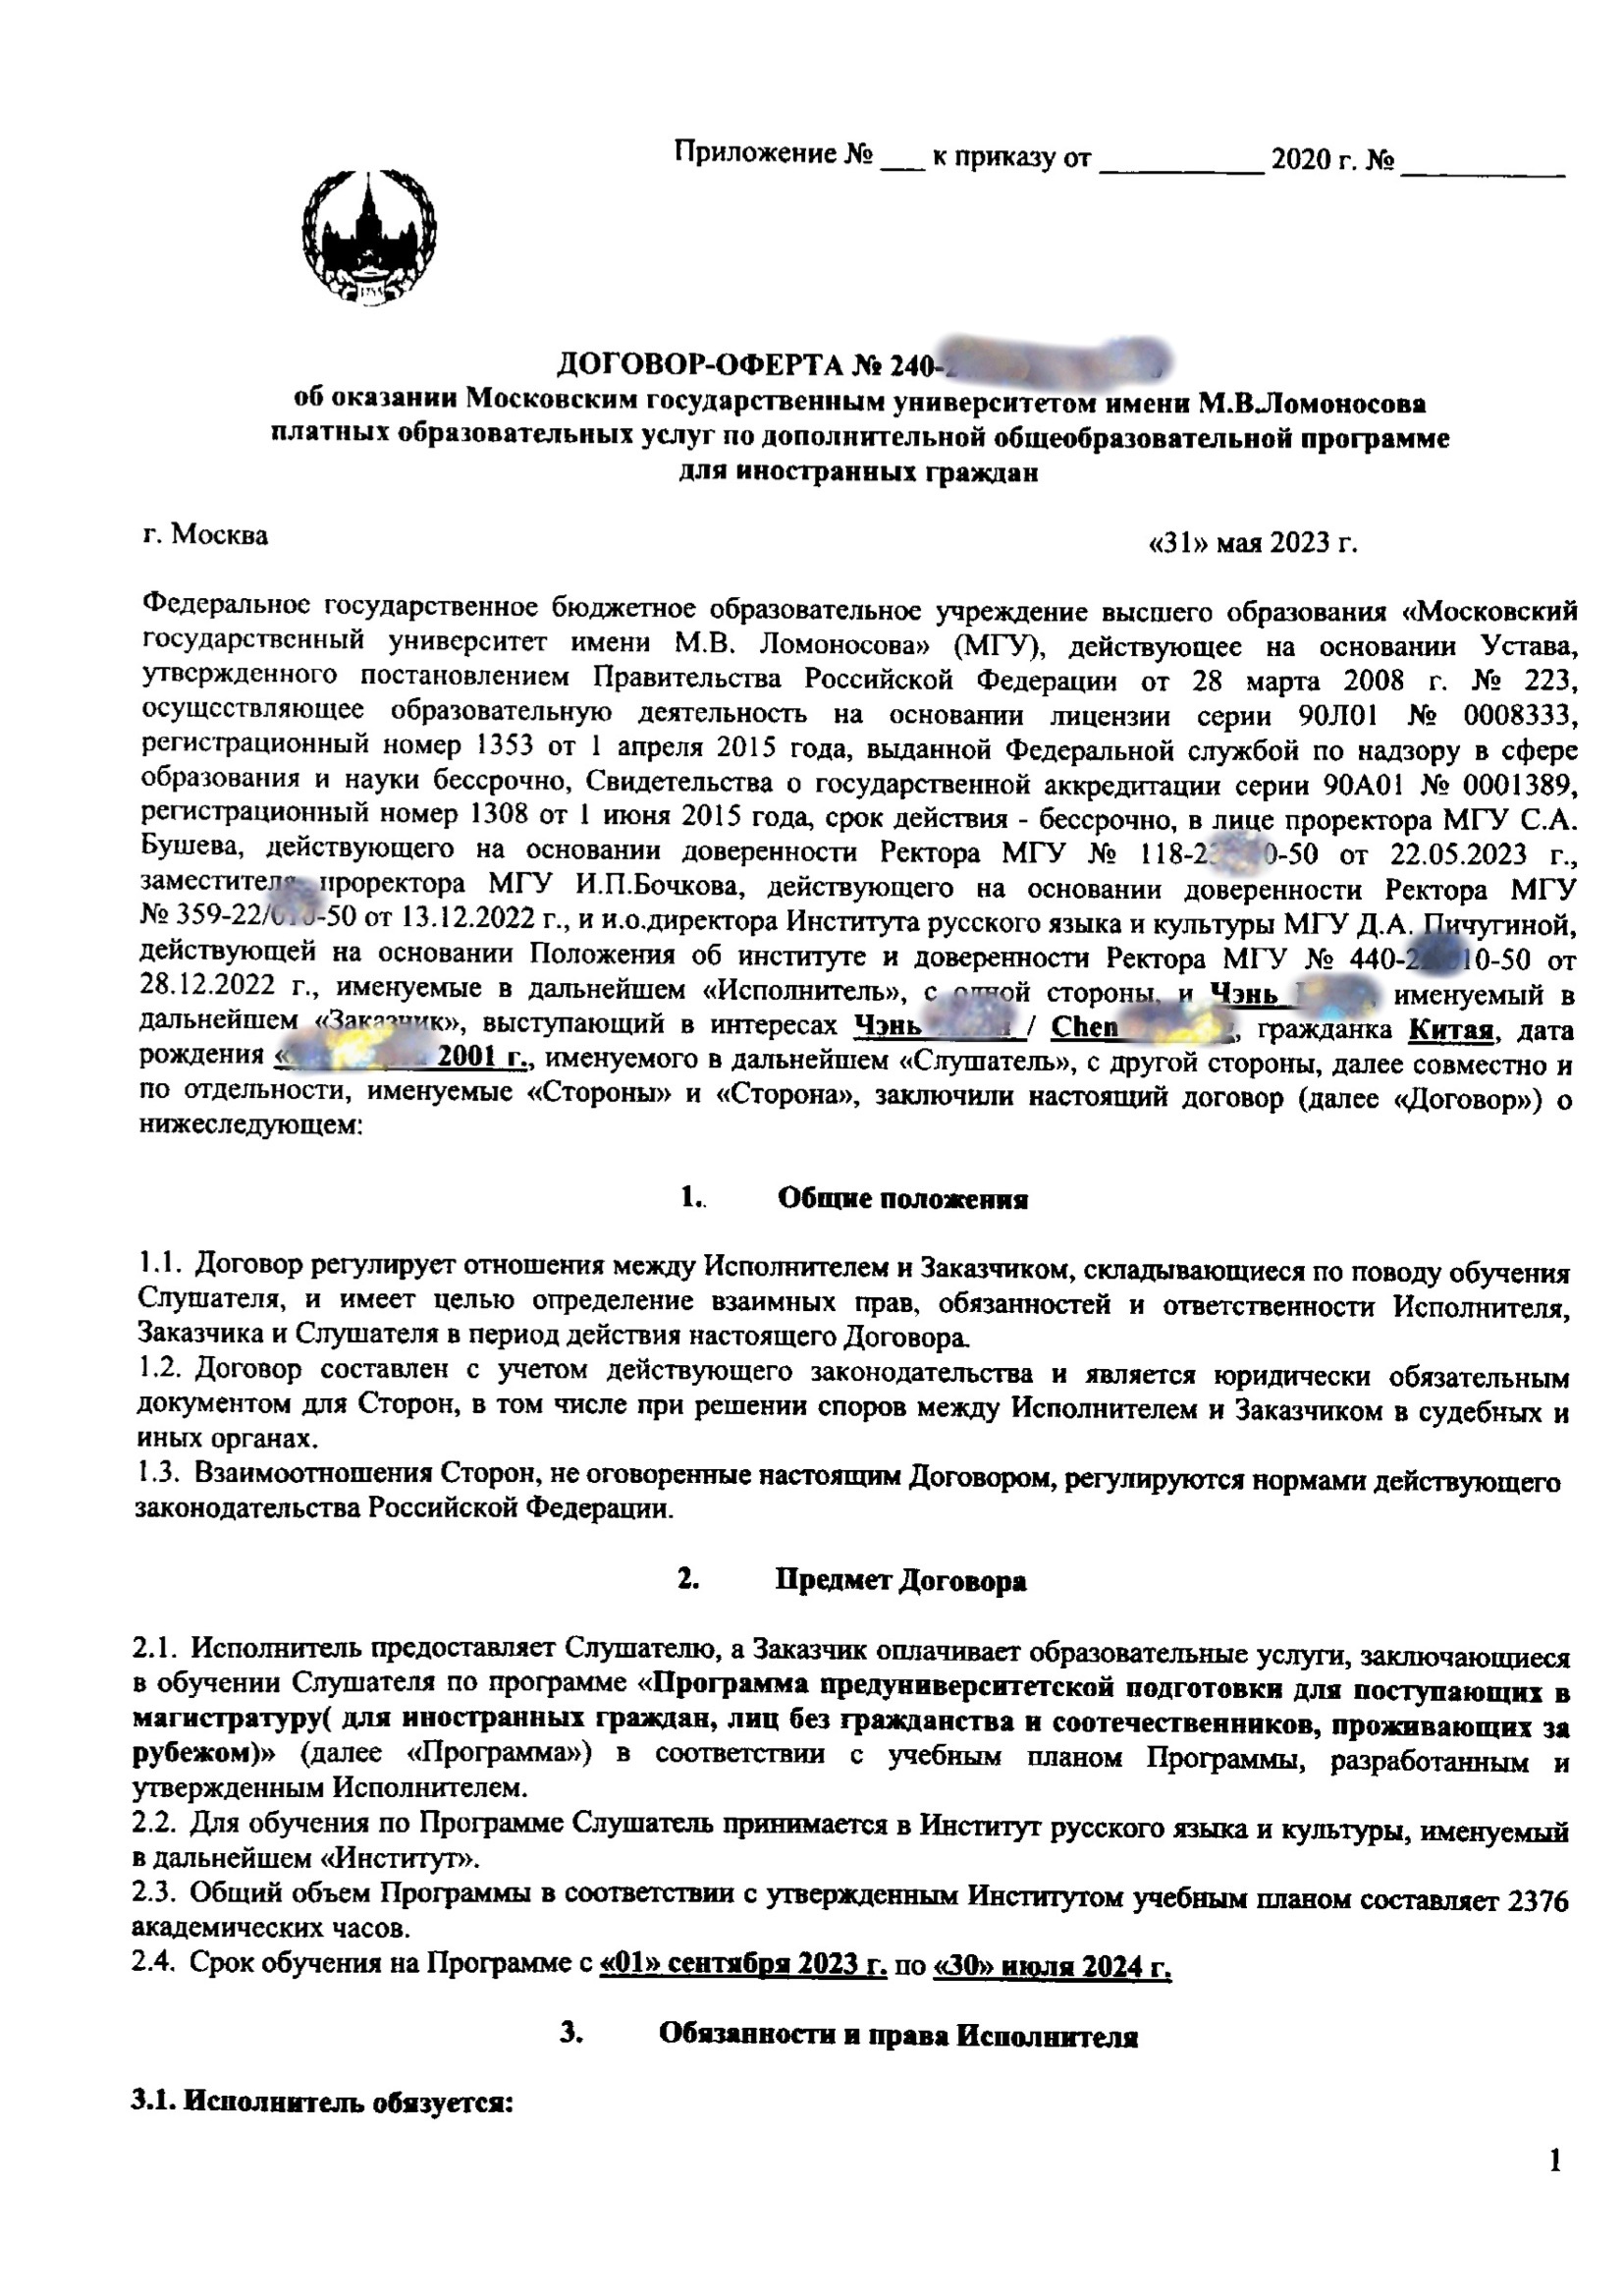 Приложение № ___ к приказу от ___________ 2020 г. № ___________
1755
ДОГОВОР-ОФЕРТА № 240-
об оказании Московским государственным университетом имени М.В.Ломоносова
платных образовательных услуг по дополнительной общеобразовательной программе
для иностранных граждан
г. Москва «31» мая 2023 г.
Федеральное государственное бюджетное образовательное учреждение высшего образования «Московский
государственный университет имени М.В. Ломоносова» (МГУ), действующее на основании Устава,
утвержденного постановлением Правительства Российской Федерации от 28 марта 2008 г. № 223,
осуществляющее образовательную деятельность на основании лицензии серии 90Л01 № 0008333,
регистрационный номер 1353 от 1 апреля 2015 года, выданной Федеральной службой по надзору в сфере
образования и науки бессрочно, Свидетельства о государственной аккредитации серии 90А01 № 0001389,
регистрационный номер 1308 от 1 июня 2015 года, срок действия - бессрочно, в лице проректора МГУ С.А.
Бушева, действующего на основании доверенности Ректора МГУ № 118-2 0-50 от 22.05.2023 г.,
заместителя проректора МГУ И.П.Бочкова, действующего на основании доверенности Ректора МГУ
№ 359-22/ -50 от 13.12.2022 г., и и.о.директора Института русского языка и культуры МГУ Д.А. Пичугиной,
действующей на основании Положения об институте и доверенности Ректора МГУ № 440-2 10-50 от
28.12.2022 г., именуемые в дальнейшем «Исполнитель», с одной стороны, и Чэнь , именуемый в
дальнейшем «Заказчик», выступающий в интересах Чэнь / Chen , гражданка Китая, дата
рождения « 2001 г., именуемого в дальнейшем «Слушатель», с другой стороны, далее совместно и
по отдельности, именуемые «Стороны» и «Сторона», заключили настоящий договор (далее «Договор») о
нижеследующем:
1. Общие положения
1.1. Договор регулирует отношения между Исполнителем и Заказчиком, складывающиеся по поводу обучения
Слушателя, и имеет целью определение взаимных прав, обязанностей и ответственности Исполнителя,
Заказчика и Слушателя в период действия настоящего Договора.
1.2. Договор составлен с учетом действующего законодательства и является юридически обязательным
документом для Сторон, в том числе при решении споров между Исполнителем и Заказчиком в судебных и
иных органах.
1.3. Взаимоотношения Сторон, не оговоренные настоящим Договором, регулируются нормами действующего
законодательства Российской Федерации.
2. Предмет Договора
2.1. Исполнитель предоставляет Слушателю, а Заказчик оплачивает образовательные услуги, заключающиеся
в обучении Слушателя по программе «Программа предуниверситетской подготовки для поступающих в
магистратуру( для иностранных граждан, лиц без гражданства и соотечественников, проживающих за
рубежом)» (далее «Программа») в соответствии с учебным планом Программы, разработанным и
утвержденным Исполнителем.
2.2. Для обучения по Программе Слушатель принимается в Институт русского языка и культуры, именуемый
в дальнейшем «Институт».
2.3. Общий объем Программы в соответствии с утвержденным Институтом учебным планом составляет 2376
академических часов.
2.4. Срок обучения на Программе с «01» сентября 2023 г. по «30» июля 2024 г.
3. Обязанности и права Исполнителя
3.1. Исполнитель обязуется:
1